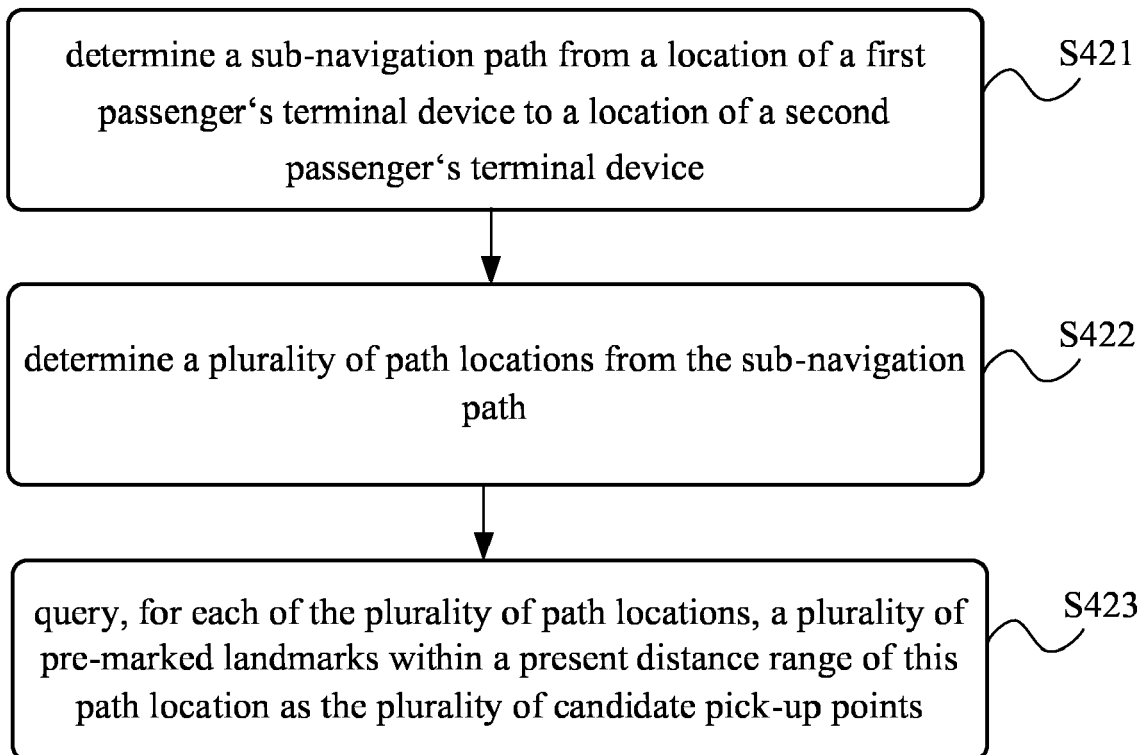 determine a sub-navigation path from a location of a first
passenger‘s terminal device to a location of a second
passenger‘s terminal device
S421
determine a plurality of path locations from the sub-navigation
path
S422
query, for each of the plurality of path locations, a plurality of
pre-marked landmarks within a present distance range of this
path location as the plurality of candidate pick-up points
S423